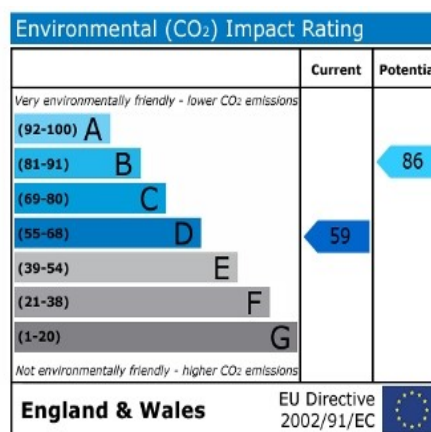 Environmental (CO₂) Impact Rating
Current Potentia
Very environmentally friendly - lower CO₂ emissions
(92-100) A
(81-91) B 86
(69-80) C
(55-68) D 59
(39-54) E
(21-38) F
(1-20) G
Not environmentally friendly - higher CO₂ emissions
England & Wales
EU Directive
2002/91/EC